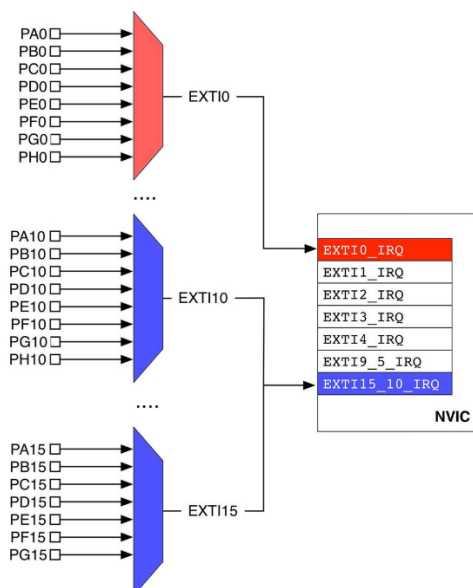 PA0
PB0
PC0
PD0
PE0
PF0
PG0
PH0
EXTI0
....
PA10
PB10
PC10
PD10
PE10
PF10
PG10
PH10
EXTI10
....
PA15
PB15
PC15
PD15
PE15
PF15
PG15
EXTI15
EXTI0_IRQ
EXTI1_IRQ
EXTI2_IRQ
EXTI3_IRQ
EXTI4_IRQ
EXTI9_5_IRQ
EXTI15_10_IRQ
NVIC